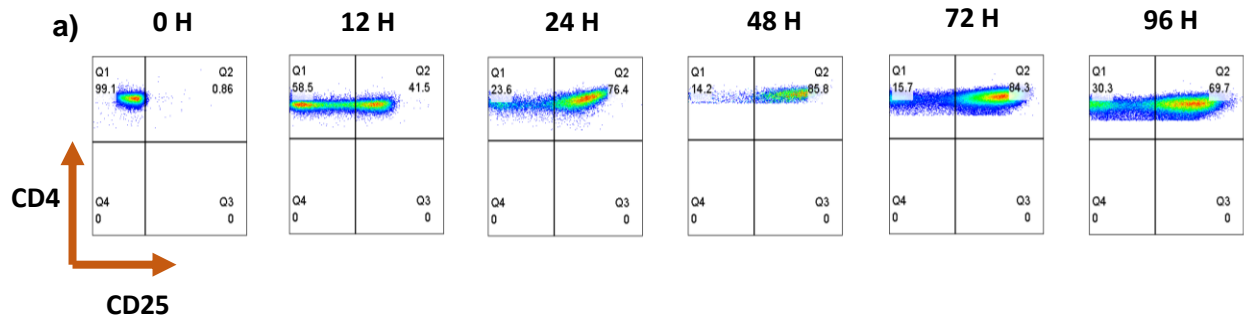 a) 0 H 12 H 24 H 48 H 72 H 96 H
Q1 Q2 Q1 Q2 Q1 Q2 Q1 Q2 Q1 Q2 Q1 Q2
99.1 0.86 58.5 41.5 23.6 76.4 14.2 85.8 15.7 84.3 30.3 69.7
CD4
Q4 Q3 Q4 Q3 Q4 Q3 Q4 Q3 Q4 Q3 Q4 Q3
0 0 0 0 0 0 0 0 0 0 0 0
CD25